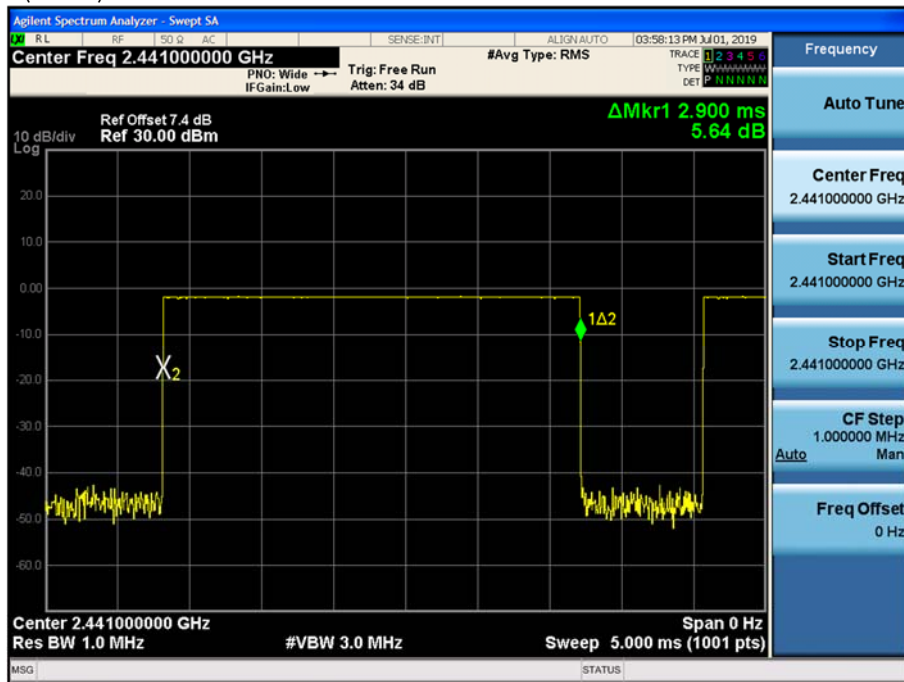 Agilent Spectrum Analyzer - Swept SA
LXI RL RF 50 Ω AC SENSE:INT ALIGN AUTO 03:58:13 PM Jul 01, 2019
Center Freq 2.441000000 GHz #Avg Type: RMS TRACE 1 2 3 4 5 6
PNO: Wide Trig: Free Run TYPE WWWWWW
IFGain:Low Atten: 34 dB DET P N N N N N
Frequency
Ref Offset 7.4 dB ΔMkr1 2.900 ms
10 dB/div Ref 30.00 dBm 5.64 dB
Log
20.0
10.0
0.00
-10.0
-20.0
-30.0
-40.0
-50.0
-60.0
1Δ2
X2
Center 2.441000000 GHz Span 0 Hz
Res BW 1.0 MHz #VBW 3.0 MHz Sweep 5.000 ms (1001 pts)
MSG STATUS
Auto Tune
Center Freq
2.441000000 GHz
Start Freq
2.441000000 GHz
Stop Freq
2.441000000 GHz
CF Step
1.000000 MHz
Auto Man
Freq Offset
0 Hz